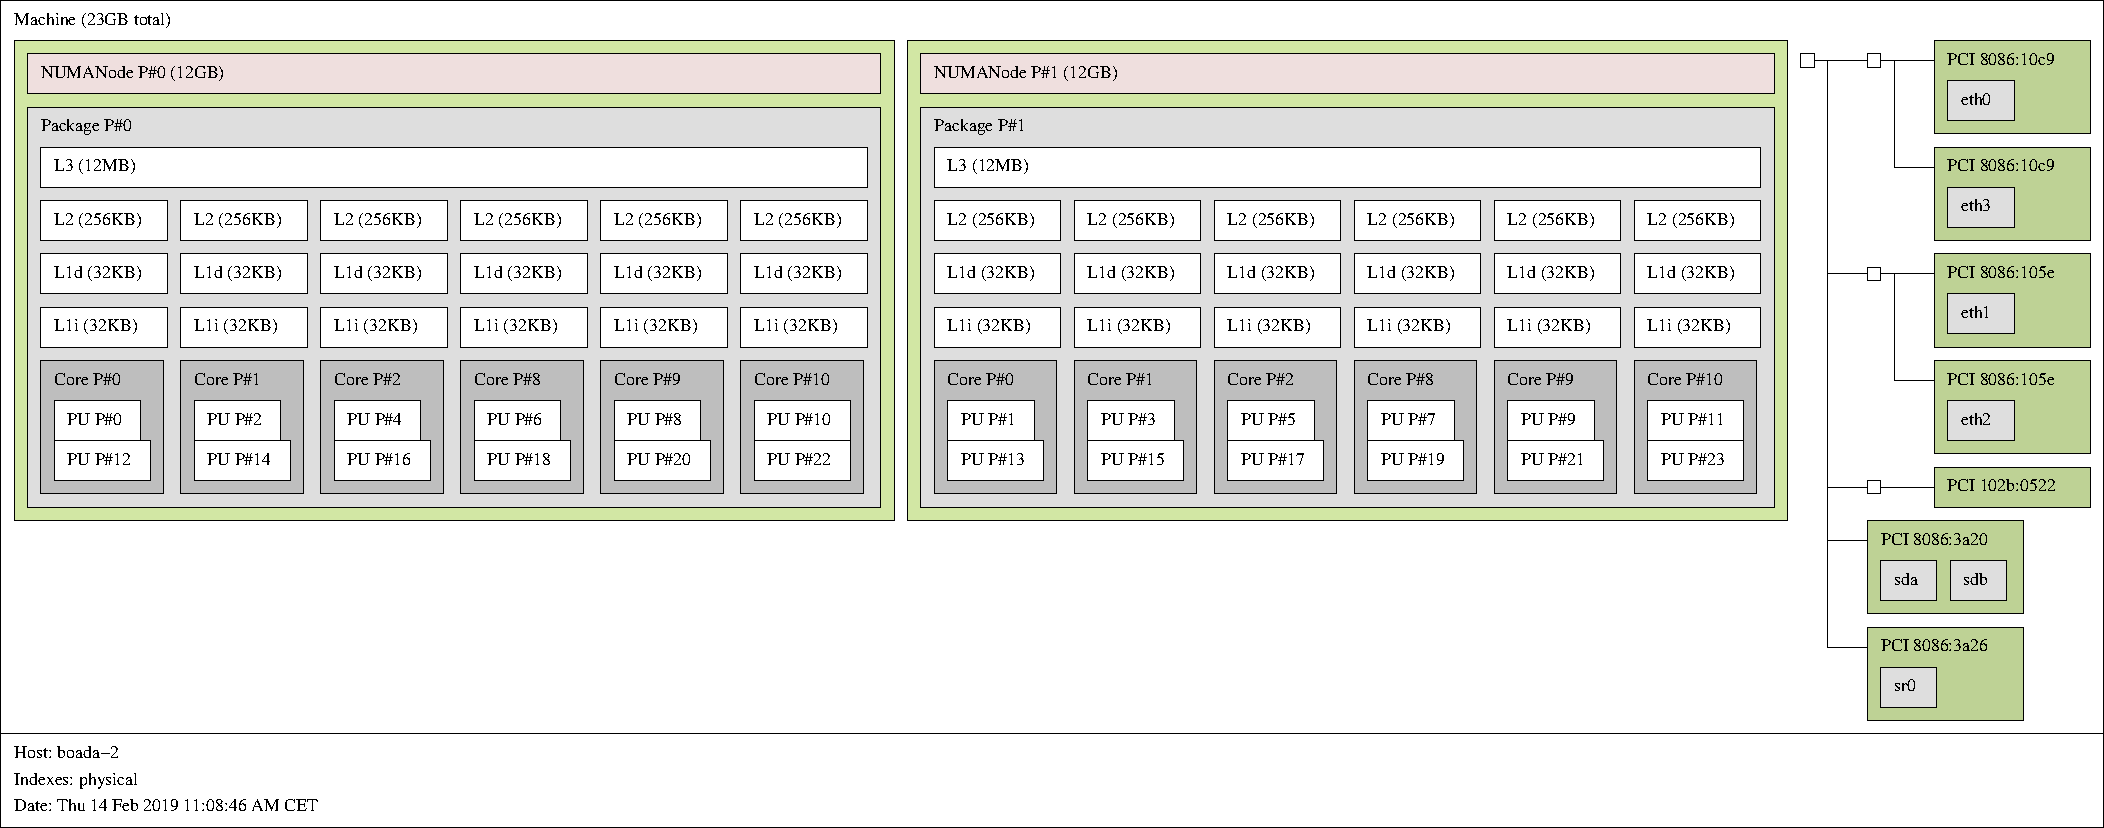 Machine (23GB total)
NUMANode P#0 (12GB)
Package P#0
L3 (12MB)
L2 (256KB) L2 (256KB) L2 (256KB) L2 (256KB) L2 (256KB) L2 (256KB)
L1d (32KB) L1d (32KB) L1d (32KB) L1d (32KB) L1d (32KB) L1d (32KB)
L1i (32KB) L1i (32KB) L1i (32KB) L1i (32KB) L1i (32KB) L1i (32KB)
Core P#0 Core P#1 Core P#2 Core P#8 Core P#9 Core P#10
PU P#0 PU P#2 PU P#4 PU P#6 PU P#8 PU P#10
PU P#12 PU P#14 PU P#16 PU P#18 PU P#20 PU P#22
NUMANode P#1 (12GB)
Package P#1
L3 (12MB)
L2 (256KB) L2 (256KB) L2 (256KB) L2 (256KB) L2 (256KB) L2 (256KB)
L1d (32KB) L1d (32KB) L1d (32KB) L1d (32KB) L1d (32KB) L1d (32KB)
L1i (32KB) L1i (32KB) L1i (32KB) L1i (32KB) L1i (32KB) L1i (32KB)
Core P#0 Core P#1 Core P#2 Core P#8 Core P#9 Core P#10
PU P#1 PU P#3 PU P#5 PU P#7 PU P#9 PU P#11
PU P#13 PU P#15 PU P#17 PU P#19 PU P#21 PU P#23
PCI 8086:10c9
eth0
PCI 8086:10c9
eth3
PCI 8086:105e
eth1
PCI 8086:105e
eth2
PCI 102b:0522
PCI 8086:3a20
sda sdb
PCI 8086:3a26
sr0
Host: boada−2
Indexes: physical
Date: Thu 14 Feb 2019 11:08:46 AM CET